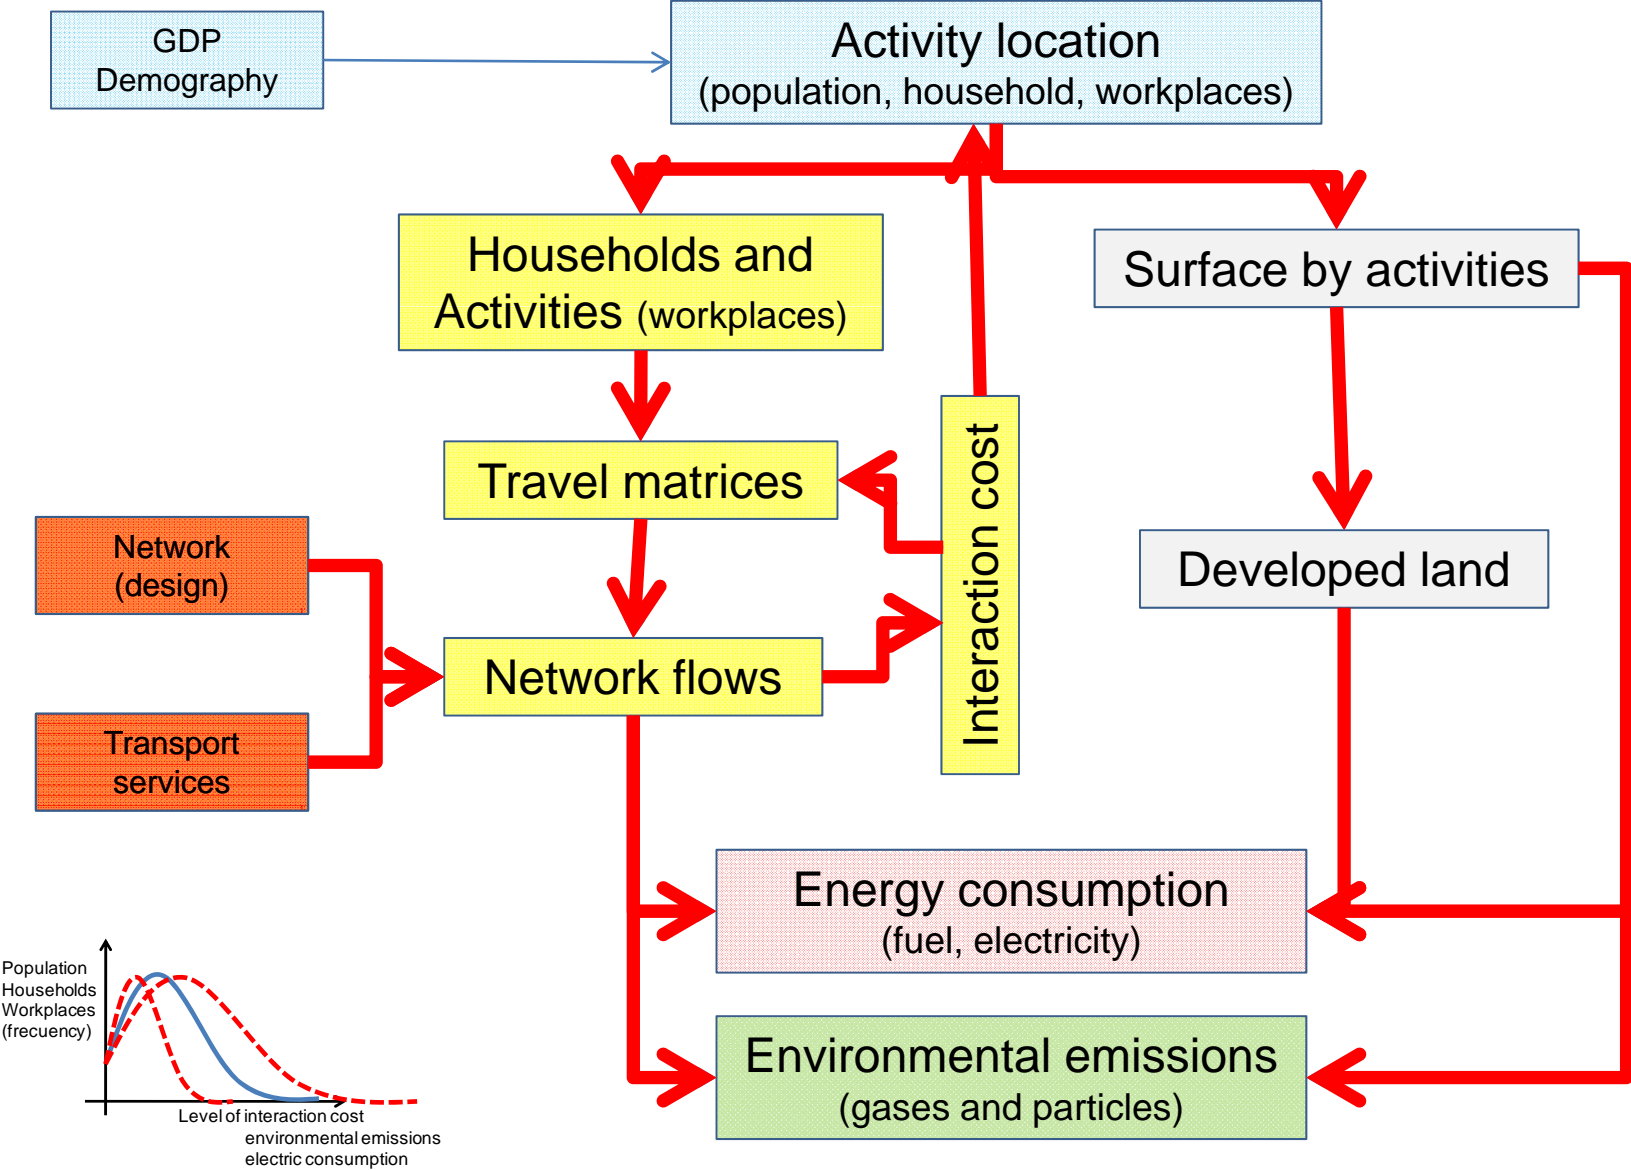 GDP
Demography
Activity location
(population, household, workplaces)
Households and
Activities (workplaces)
Surface by activities
Travel matrices
Interaction cost
Network
(design)
Developed land
Network flows
Transport
services
Energy consumption
(fuel, electricity)
Environmental emissions
(gases and particles)
Population
Households
Workplaces
(frecuency)
Level of interaction cost
environmental emissions
electric consumption